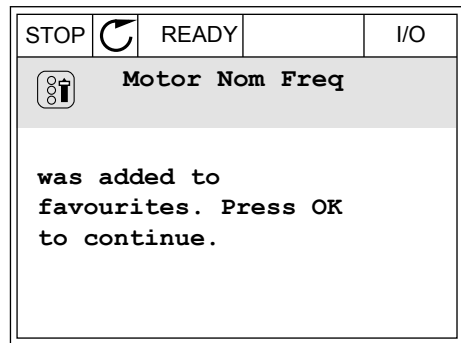 STOP READY I/O
Motor Nom Freq
was added to
favourites. Press OK
to continue.